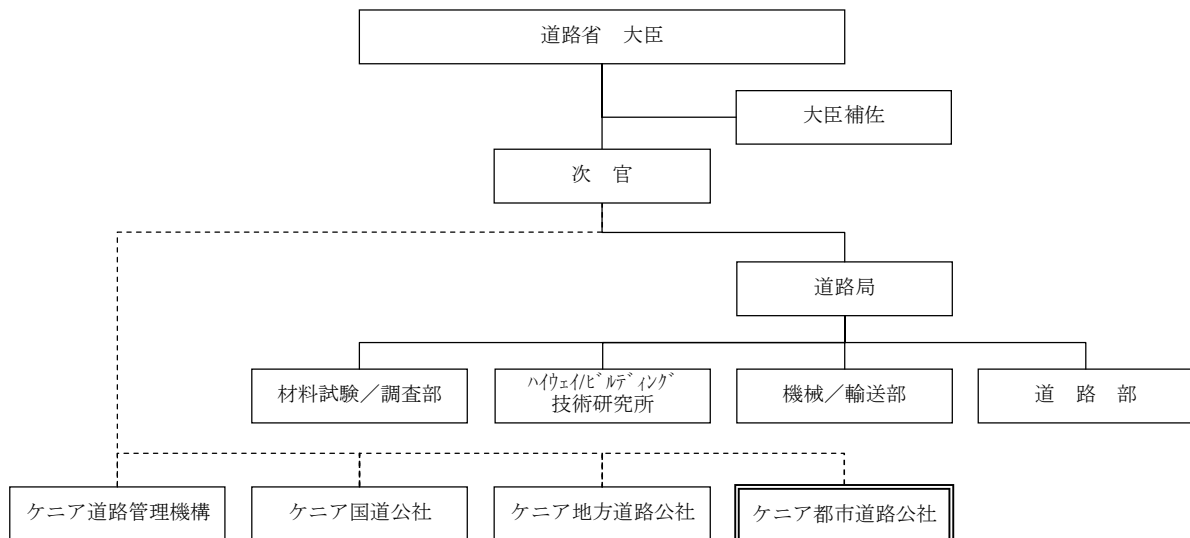 道路省　大臣
大臣補佐
次　官
道路局
材料試験／調査部
ﾊｲｳｪｲ/ﾋﾞﾙﾃﾞｨﾝｸﾞ
技術研究所
機械／輸送部
道　路　部
ケニア道路管理機構
ケニア国道公社
ケニア地方道路公社
ケニア都市道路公社